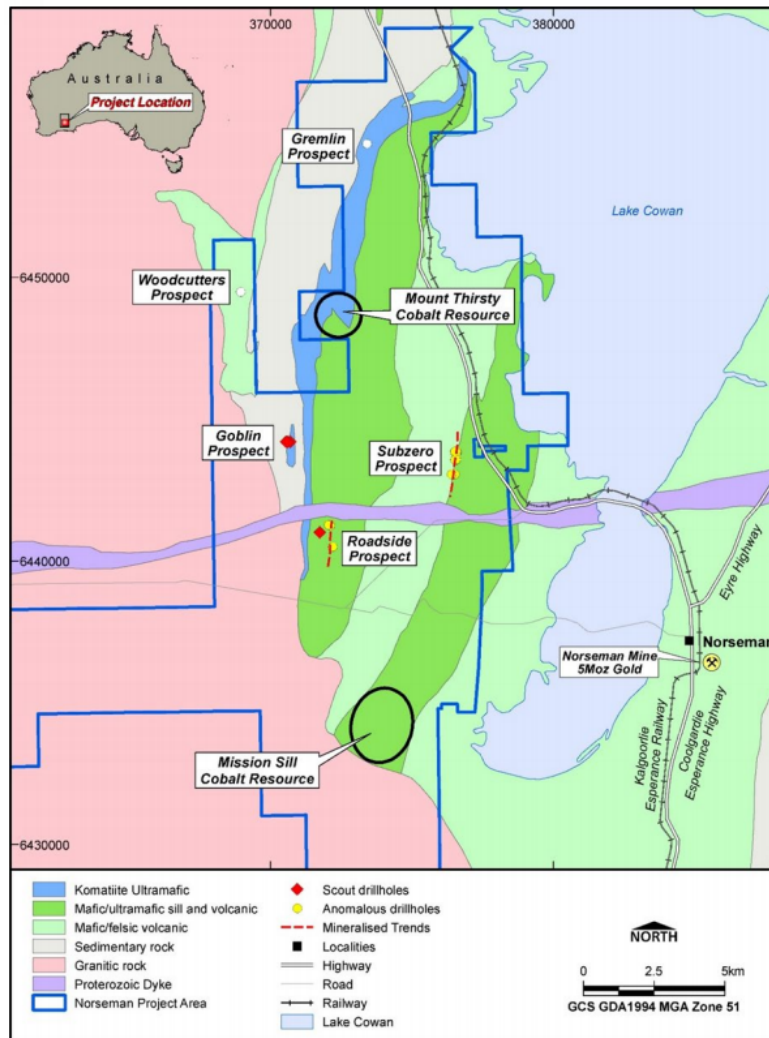 370000
380000
Australia
Project Location
Gremlin
Prospect
Lake Cowan
6450000
Woodcutters
Prospect
Mount Thirsty
Cobalt Resource
Goblin
Prospect
Subzero
Prospect
6440000
Roadside
Prospect
Eyre Highway
Norseman
Norseman Mine
5Moz Gold
Mission Sill
Cobalt Resource
Kalgoorlie
Esperance Railway
Coolgardie
Esperance Highway
6430000
Komatiite Ultramafic
Mafic/ultramafic sill and volcanic
Mafic/felsic volcanic
Sedimentary rock
Granitic rock
Proterozoic Dyke
Norseman Project Area
Scout drillholes
Anomalous drillholes
Mineralised Trends
Localities
Highway
Road
Railway
Lake Cowan
NORTH
0 2.5 5km
GCS GDA1994 MGA Zone 51